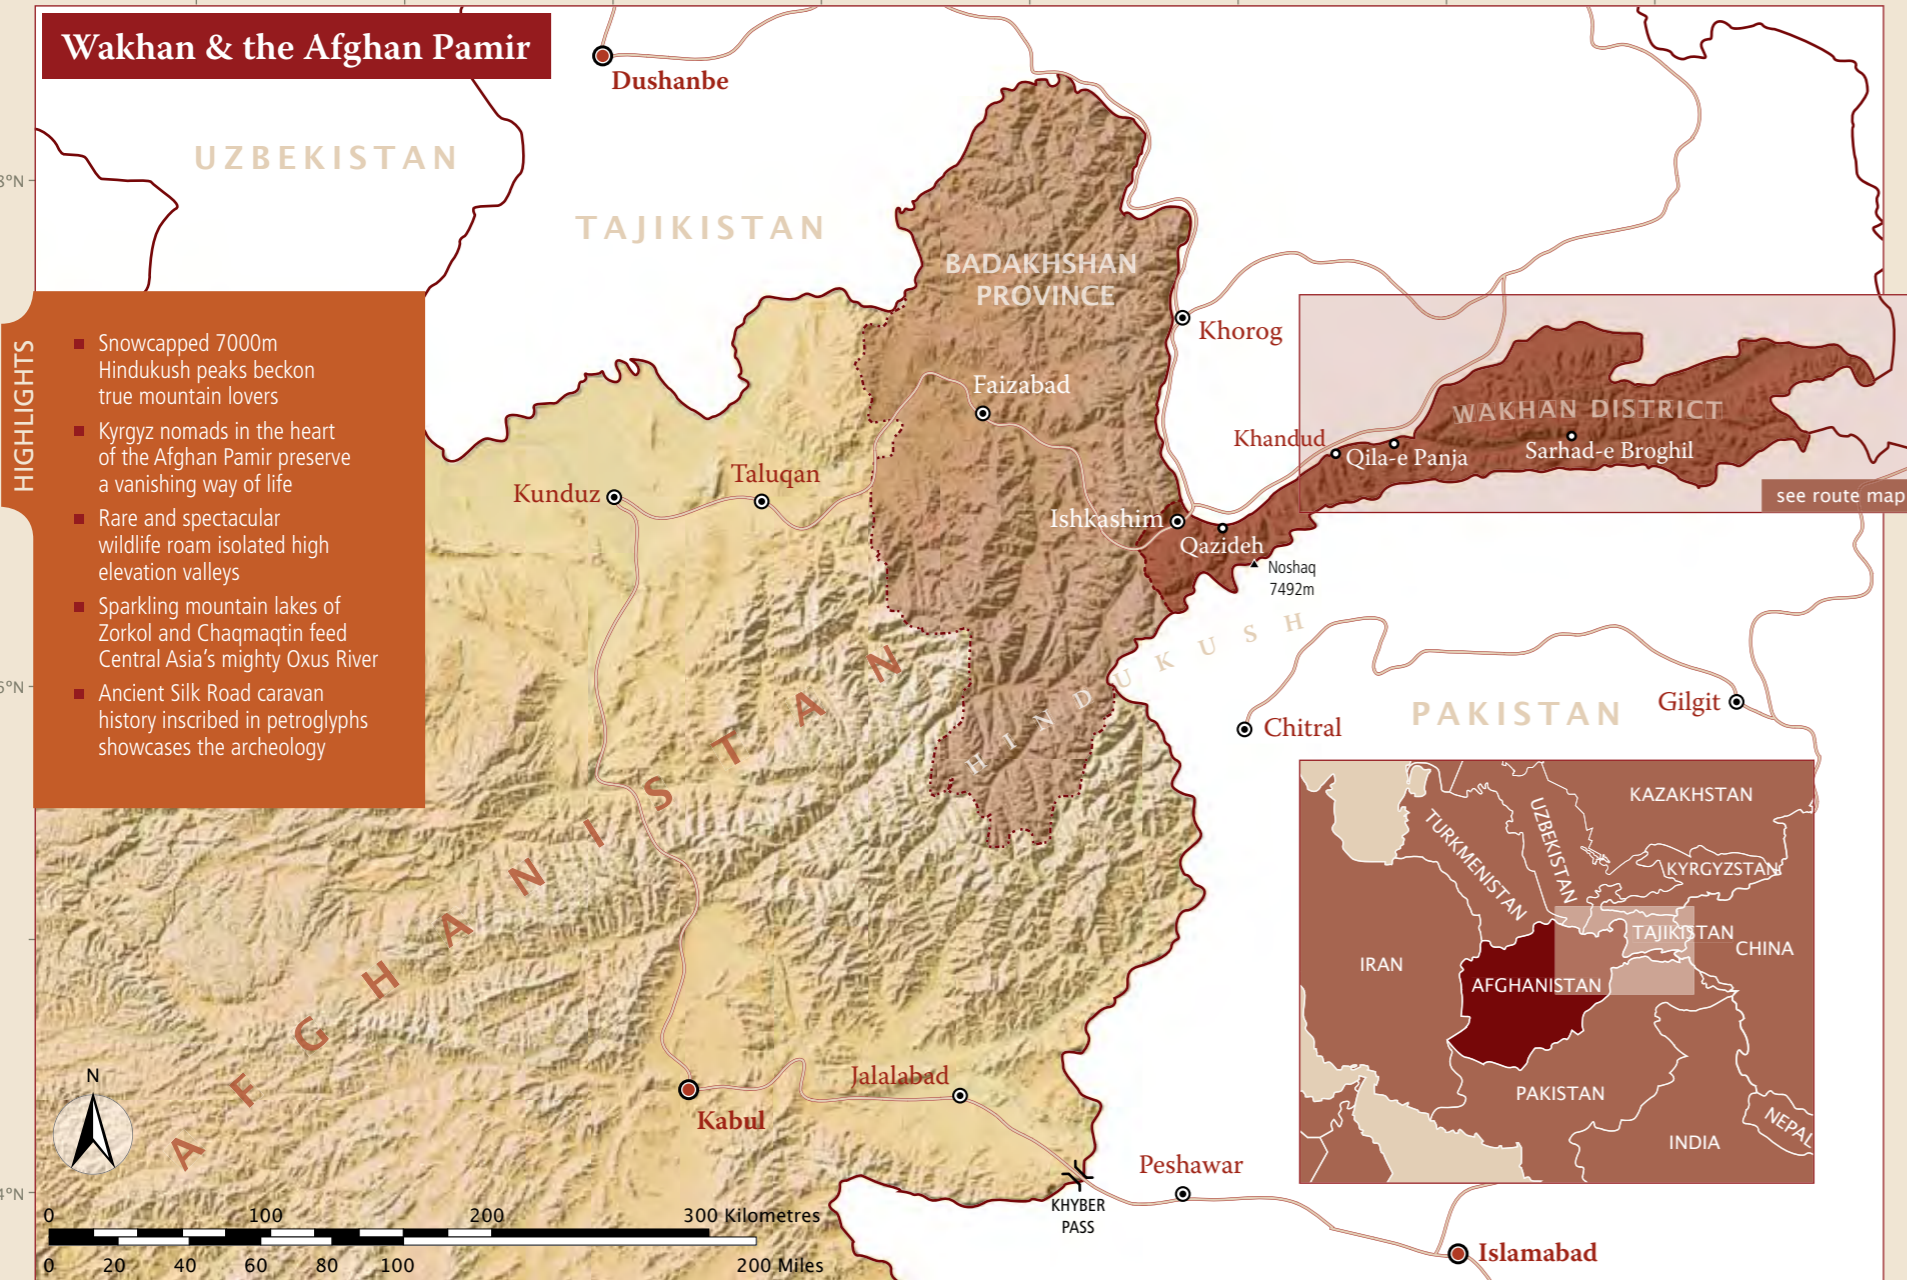 Wakhan & the Afghan Pamir
Dushanbe
UZBEKISTAN
TAJIKISTAN
8°N
BADAKHSHAN
PROVINCE
Khorog
HIGHLIGHTS
Snowcapped 7000m
Hindukush peaks beckon
true mountain lovers
Kyrgyz nomads in the heart
of the Afghan Pamir preserve
a vanishing way of life
Rare and spectacular
wildlife roam isolated high
elevation valleys
Sparkling mountain lakes of
Zorkol and Chaqmaqtin feed
Central Asia's mighty Oxus River
Ancient Silk Road caravan
history inscribed in petroglyphs
showcases the archeology
Faizabad
WAKHAN DISTRICT
Khandud
Qila-e Panja
Sarhad-e Broghil
see route map
Taluqan
Kunduz
Ishkashim
Qazideh
Noshaq
7492m
HINDUKUSH
6°N
AFGHANISTAN
PAKISTAN
Gilgit
Chitral
KAZAKHSTAN
UZBEKISTAN
TURKMENISTAN
KYRGYZSTAN
TAJIKISTAN
CHINA
IRAN
AFGHANISTAN
PAKISTAN
INDIA
NEPAL
Jalalabad
Kabul
N
Peshawar
KHYBER
PASS
4°N
Islamabad
0 100 200 300 Kilometres
0 20 40 60 80 100 200 Miles